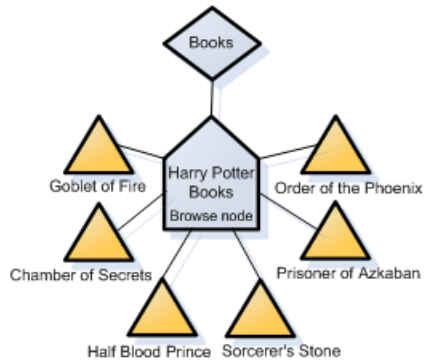 Books
Harry Potter
Books
Browse node
Goblet of Fire
Order of the Phoenix
Chamber of Secrets
Prisoner of Azkaban
Half Blood Prince
Sorcerer's Stone